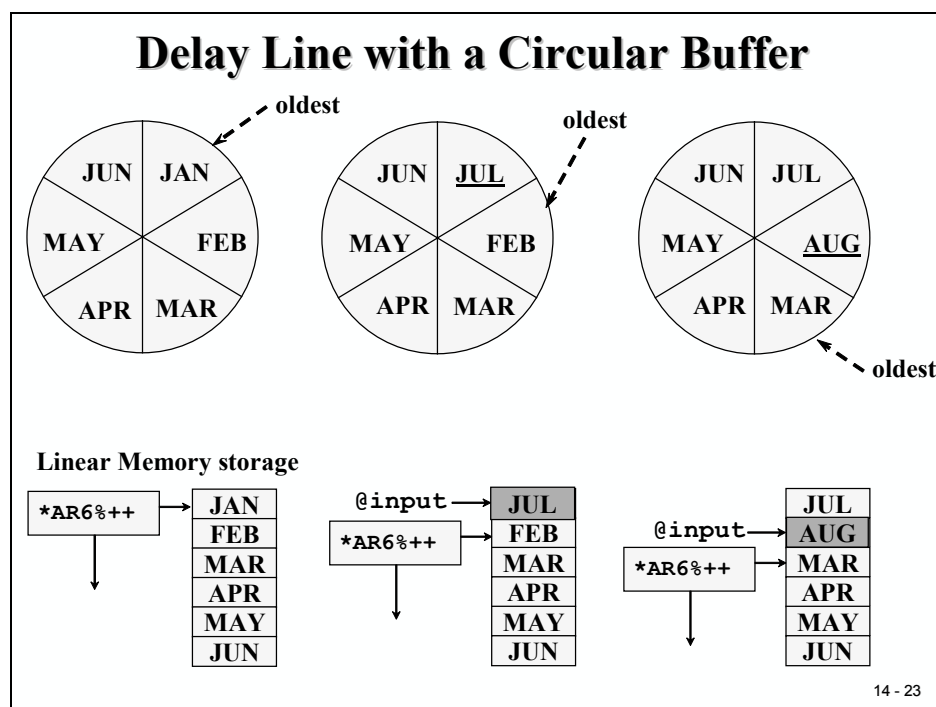 Delay Line with a Circular Buffer
oldest
JUN JAN
MAY FEB
APR MAR
oldest
JUN JUL
MAY FEB
APR MAR
JUN JUL
MAY AUG
APR MAR
oldest
Linear Memory storage
*AR6%++
JAN
FEB
MAR
APR
MAY
JUN
@input
*AR6%++
JUL
FEB
MAR
APR
MAY
JUN
@input
*AR6%++
JUL
AUG
MAR
APR
MAY
JUN
14 - 23